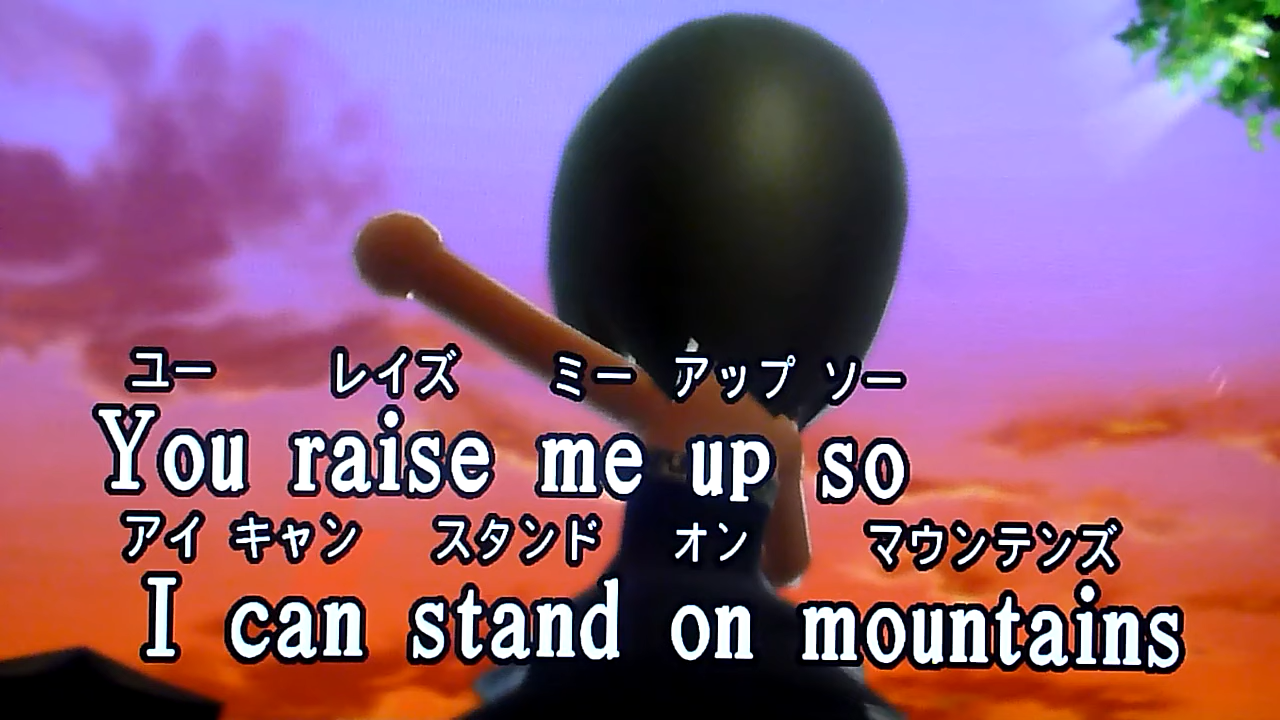 ユー レイズ ミー アップ ソー
You raise me up so
アイ キャン スタンド オン マウンテンズ
I can stand on mountains